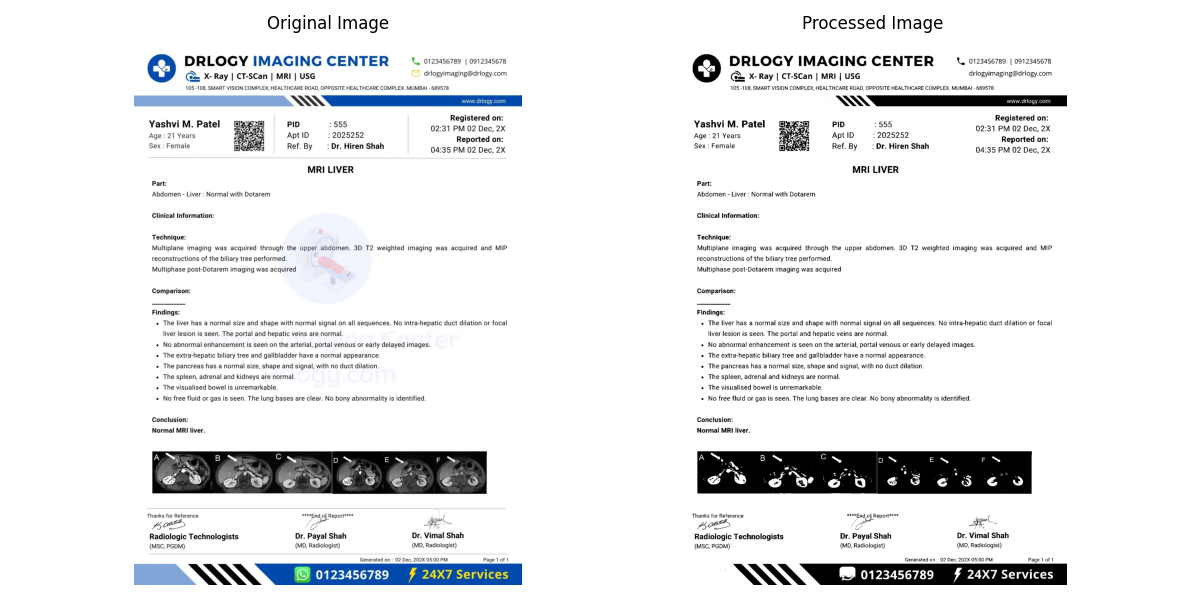 Original Image
DRLOGY IMAGING CENTER
X- Ray | CT-SCan | MRI | USG
105 -108, SMART VISION COMPLEX, HEALTHCARE ROAD, OPPOSITE HEALTHCARE COMPLEX. MUMBAI - 689578
0123456789 | 0912345678
drlogyimaging@drlogy.com
www.drlogy.com
Yashvi M. Patel
Age : 21 Years
Sex : Female
PID : 555
Apt ID : 2025252
Ref. By : Dr. Hiren Shah
Registered on:
02:31 PM 02 Dec, 2X
Reported on:
04:35 PM 02 Dec, 2X
MRI LIVER
Part:
Abdomen - Liver : Normal with Dotarem
Clinical Information:
Technique:
Multiplane imaging was acquired through the upper abdomen. 3D T2 weighted imaging was acquired and MIP
reconstructions of the biliary tree performed.
Multiphase post-Dotarem imaging was acquired
Comparison:
Findings:
• The liver has a normal size and shape with normal signal on all sequences. No intra-hepatic duct dilation or focal
liver lesion is seen. The portal and hepatic veins are normal.
• No abnormal enhancement is seen on the arterial, portal venous or early delayed images.
• The extra-hepatic biliary tree and gallbladder have a normal appearance.
• The pancreas has a normal size, shape and signal, with no duct dilation.
• The spleen, adrenal and kidneys are normal.
• The visualised bowel is unremarkable.
• No free fluid or gas is seen. The lung bases are clear. No bony abnormality is identified.
Conclusion:
Normal MRI liver.
A B C D E F
Thanks for Reference
****End of Report****
Radiologic Technologists
(MSC, PGDM)
Dr. Payal Shah
(MD, Radiologist)
Dr. Vimal Shah
(MD, Radiologist)
Generated on : 02 Dec, 202X 05:00 PM
Page 1 of 1
0123456789
24X7 Services
Processed Image
DRLOGY IMAGING CENTER
X- Ray | CT-SCan | MRI | USG
105 -108, SMART VISION COMPLEX, HEALTHCARE ROAD, OPPOSITE HEALTHCARE COMPLEX. MUMBAI - 689578
0123456789 | 0912345678
drlogyimaging@drlogy.com
www.drlogy.com
Yashvi M. Patel
Age : 21 Years
Sex : Female
PID : 555
Apt ID : 2025252
Ref. By : Dr. Hiren Shah
Registered on:
02:31 PM 02 Dec, 2X
Reported on:
04:35 PM 02 Dec, 2X
MRI LIVER
Part:
Abdomen - Liver : Normal with Dotarem
Clinical Information:
Technique:
Multiplane imaging was acquired through the upper abdomen. 3D T2 weighted imaging was acquired and MIP
reconstructions of the biliary tree performed.
Multiphase post-Dotarem imaging was acquired
Comparison:
Findings:
• The liver has a normal size and shape with normal signal on all sequences. No intra-hepatic duct dilation or focal
liver lesion is seen. The portal and hepatic veins are normal.
• No abnormal enhancement is seen on the arterial, portal venous or early delayed images.
• The extra-hepatic biliary tree and gallbladder have a normal appearance.
• The pancreas has a normal size, shape and signal, with no duct dilation.
• The spleen, adrenal and kidneys are normal.
• The visualised bowel is unremarkable.
• No free fluid or gas is seen. The lung bases are clear. No bony abnormality is identified.
Conclusion:
Normal MRI liver.
A B C D E F
Thanks for Reference
****End of Report****
Radiologic Technologists
(MSC, PGDM)
Dr. Payal Shah
(MD, Radiologist)
Dr. Vimal Shah
(MD, Radiologist)
Generated on : 02 Dec, 202X 05:00 PM
Page 1 of 1
0123456789
24X7 Services